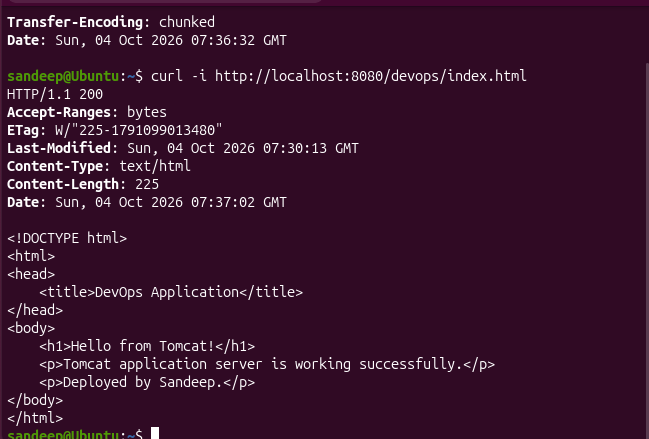 Transfer-Encoding: chunked
Date: Sun, 04 Oct 2026 07:36:32 GMT
sandeep@Ubuntu:~$ curl -i http://localhost:8080/devops/index.html
HTTP/1.1 200
Accept-Ranges: bytes
ETag: W/"225-1791099013480"
Last-Modified: Sun, 04 Oct 2026 07:30:13 GMT
Content-Type: text/html
Content-Length: 225
Date: Sun, 04 Oct 2026 07:37:02 GMT
<!DOCTYPE html>
<html>
<head>
    <title>DevOps Application</title>
</head>
<body>
    <h1>Hello from Tomcat!</h1>
    <p>Tomcat application server is working successfully.</p>
    <p>Deployed by Sandeep.</p>
</body>
</html>
sandeep@Ubuntu:~$